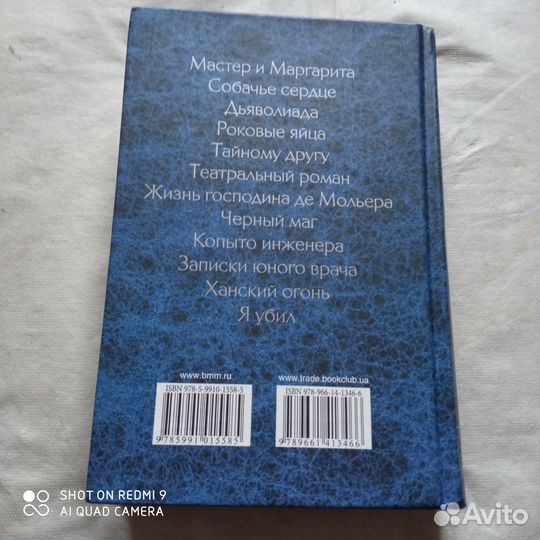 Мастер и Маргарита
Собачье сердце
Дьяволиада
Роковые яйца
Тайному другу
Театральный роман
Жизнь господина де Мольера
Черный маг
Копыто инженера
Записки юного врача
Ханский огонь
Я убил
www.bmm.ru
ISBN 978-5-9910-1558-5
9 785991 015585
www.trade.bookclub.ua
ISBN 978-966-14-1346-6
9 789661 413466
SHOT ON REDMI 9
AI QUAD CAMERA
Avito